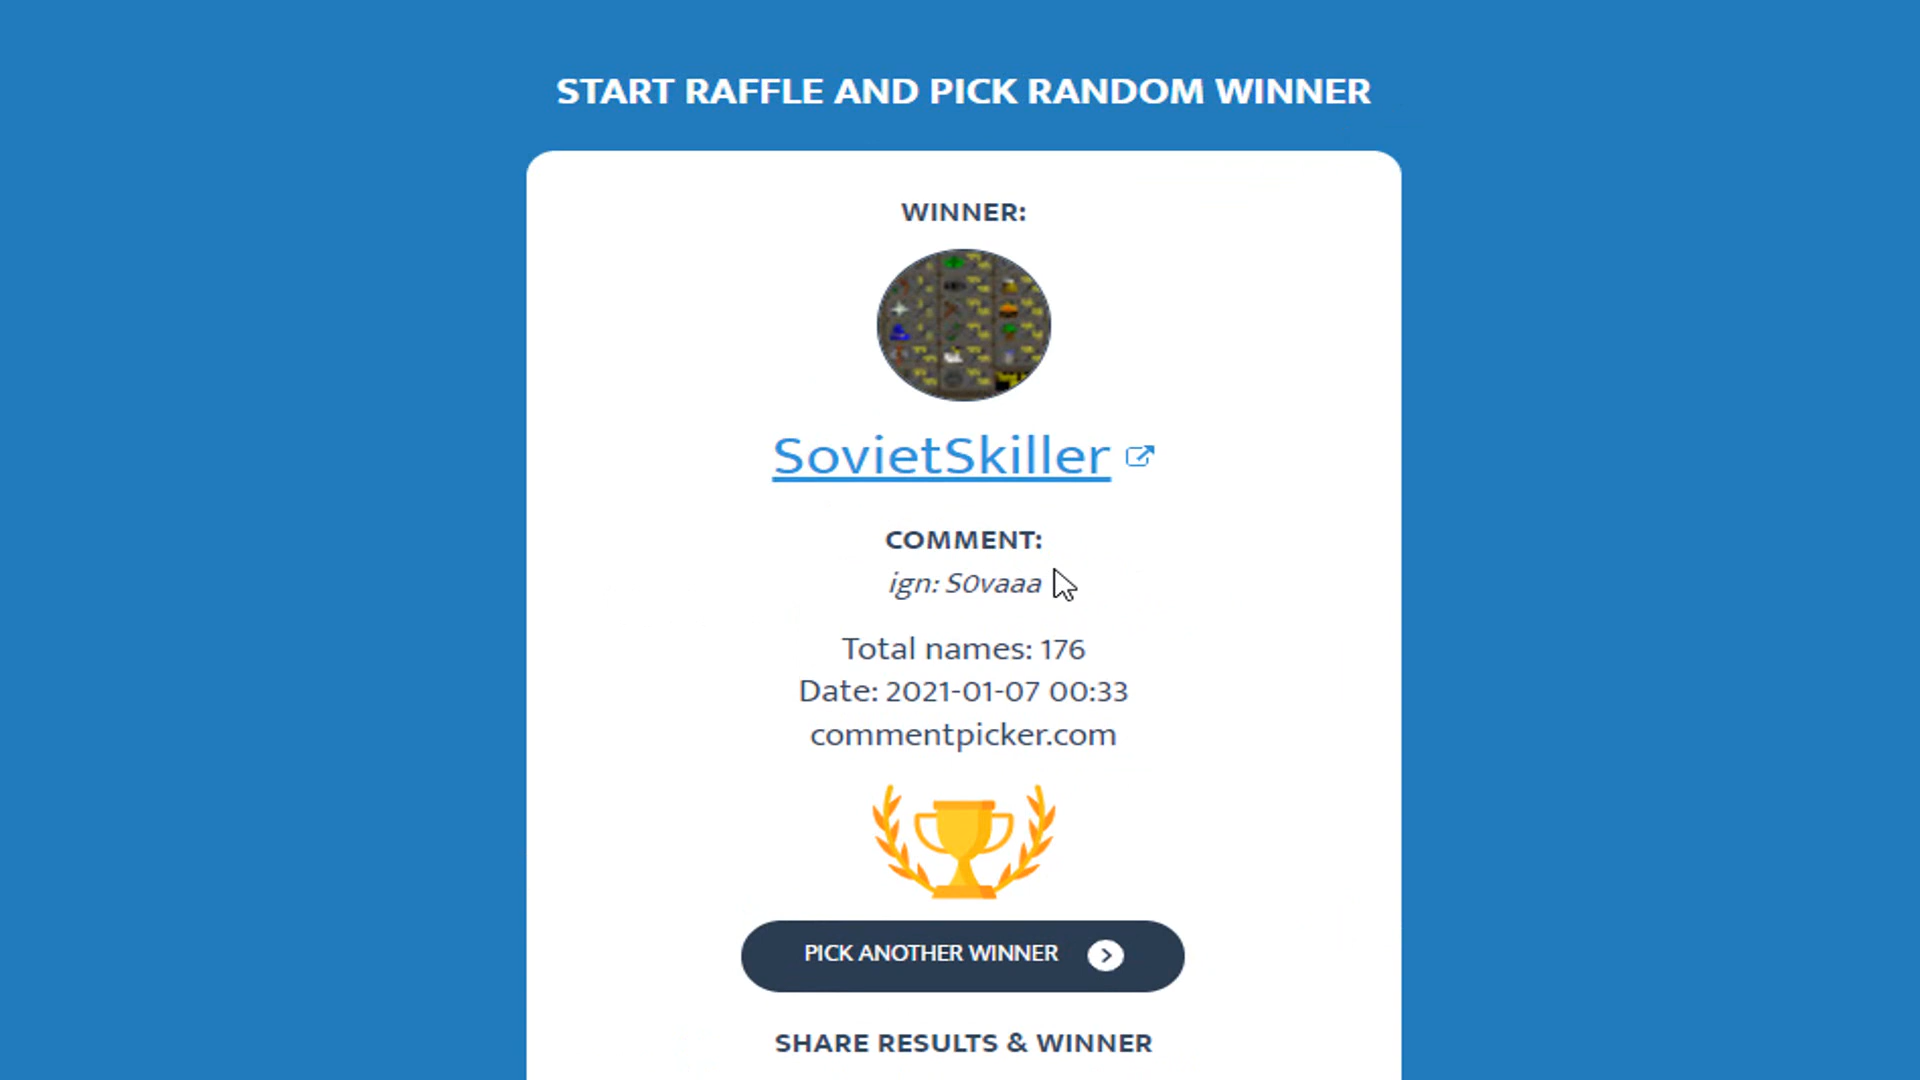 START RAFFLE AND PICK RANDOM WINNER
WINNER:
SovietSkiller
COMMENT:
ign: S0vaaa
Total names: 176
Date: 2021-01-07 00:33
commentpicker.com
PICK ANOTHER WINNER
SHARE RESULTS & WINNER